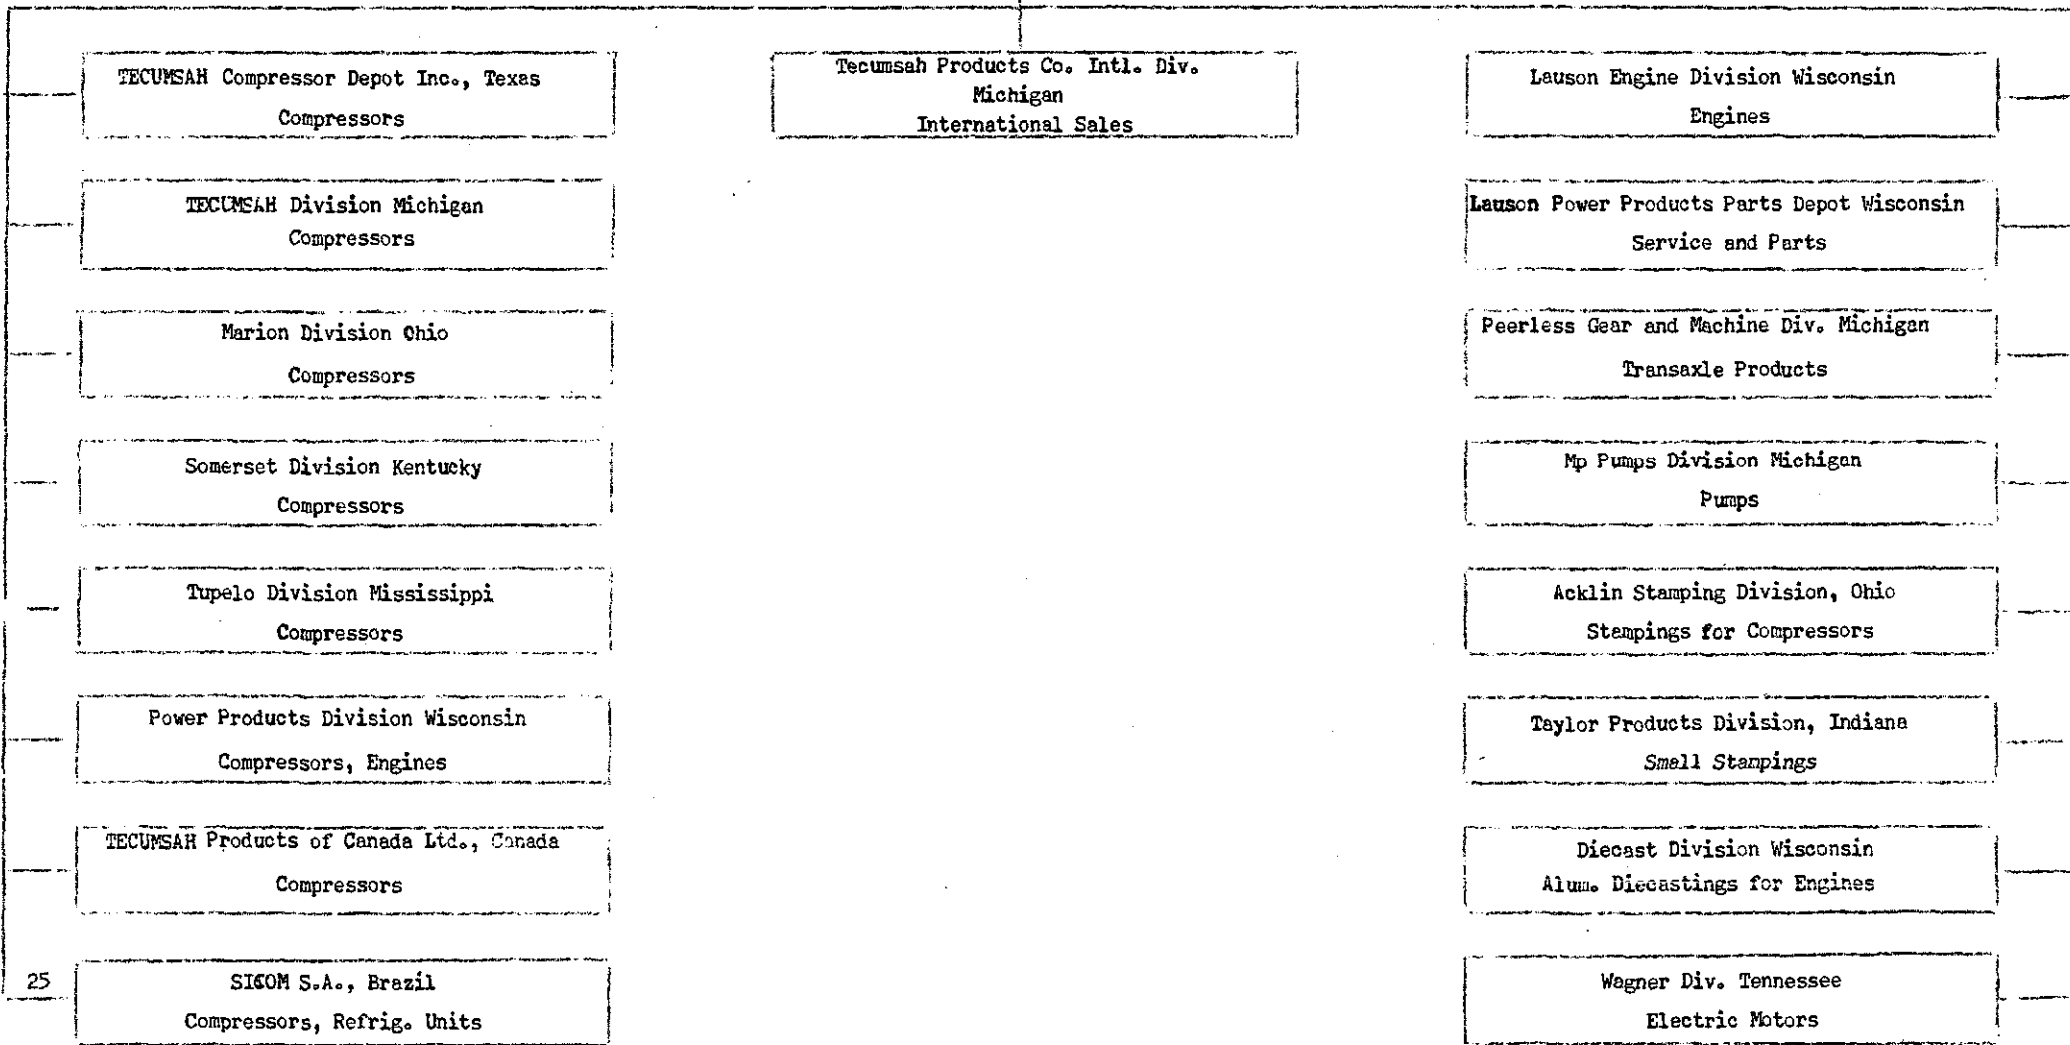 TECUMSAH Compressor Depot Inc., Texas
Compressors
TECUMSAH Division Michigan
Compressors
Marion Division Ohio
Compressors
Somerset Division Kentucky
Compressors
Tupelo Division Mississippi
Compressors
Power Products Division Wisconsin
Compressors, Engines
TECUMSAH Products of Canada Ltd., Canada
Compressors
25
SICOM S.A., Brazil
Compressors, Refrig. Units
Tecumsah Products Co. Intl. Div.
Michigan
International Sales
Lauson Engine Division Wisconsin
Engines
Lauson Power Products Parts Depot Wisconsin
Service and Parts
Peerless Gear and Machine Div. Michigan
Transaxle Products
Mp Pumps Division Michigan
Pumps
Acklin Stamping Division, Ohio
Stampings for Compressors
Taylor Products Division, Indiana
Small Stampings
Diecast Division Wisconsin
Alum. Diecastings for Engines
Wagner Div. Tennessee
Electric Motors